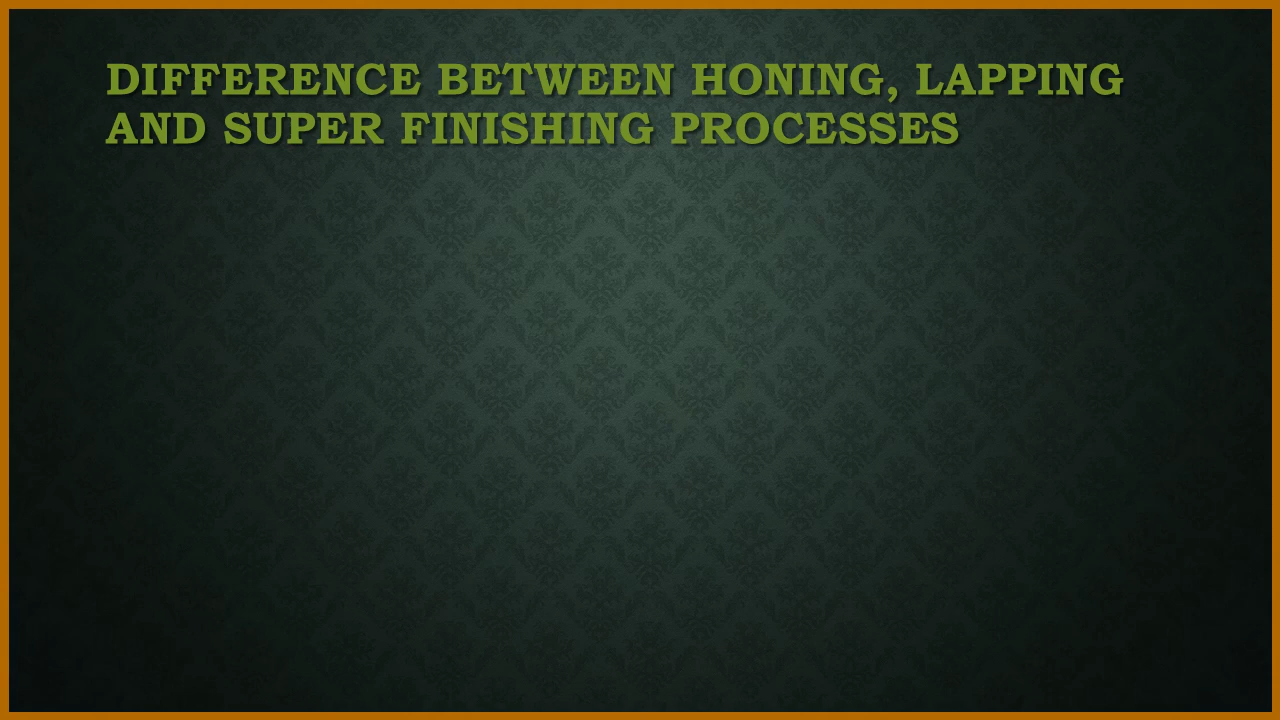 DIFFERENCE BETWEEN HONING, LAPPING
AND SUPER FINISHING PROCESSES